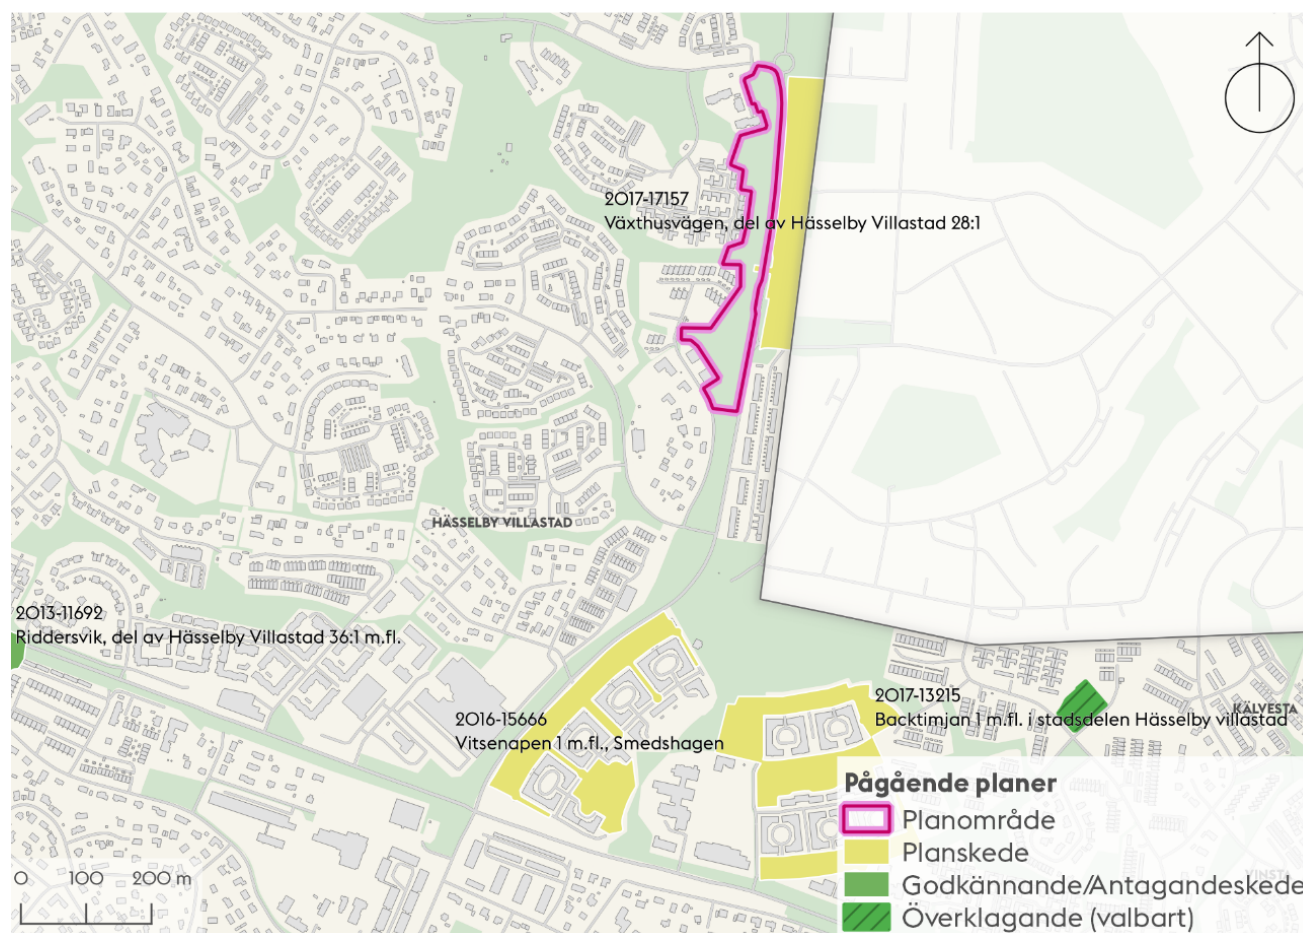 2017-17157
Växthusvägen, del av Hässelby Villastad 28:1
HÄSSELBY VILLASTAD
2013-11692
Riddersvik, del av Hässelby Villastad 36:1 m.fl.
2016-15666
Vitsenapen 1 m.fl., Smedshagen
2017-13215
Backtimjan 1 m.fl. i stadsdelen Hässelby villastad
KÄLVESTA
Pågående planer
Planområde
Planskede
Godkännande/Antagandeskede
Överklagande (valbart)
VINSTA
0 100 200 m